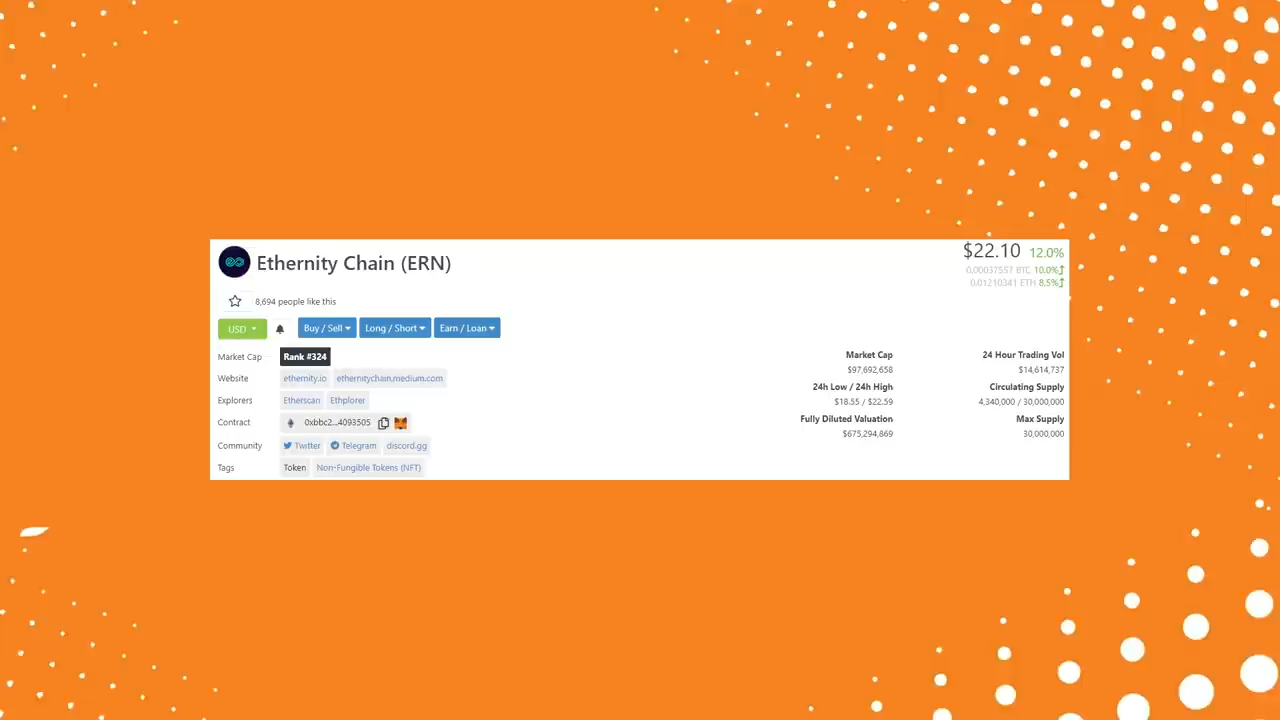 Ethernity Chain (ERN)
$22.10 12.0%
0.00037557 BTC 10.0%
0.01210341 ETH 8.5%
8,694 people like this
USD Buy / Sell Long / Short Earn / Loan
Market Cap Rank #324
Website ethernity.io ethernitychain.medium.com
Explorers Etherscan Ethplorer
Contract 0xbbc2...4093505
Community Twitter Telegram discord.gg
Tags Token Non-Fungible Tokens (NFT)
Market Cap 24 Hour Trading Vol
$97,692,658 $14,614,737
24h Low / 24h High Circulating Supply
$18.55 / $22.59 4,340,000 / 30,000,000
Fully Diluted Valuation Max Supply
$675,294,869 30,000,000